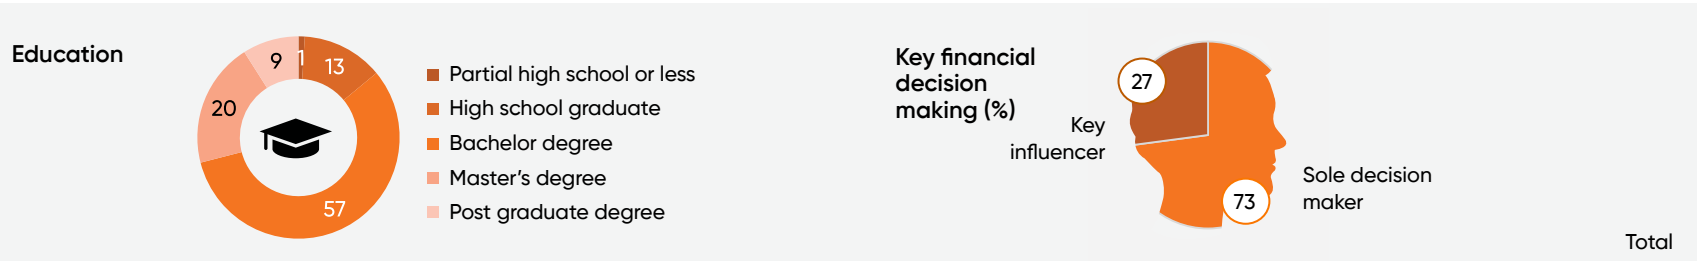 Education
9
1
13
20
57
Partial high school or less
High school graduate
Bachelor degree
Master’s degree
Post graduate degree
Key financial
decision
making (%)
27
Key
influencer
73
Sole decision
maker
Total